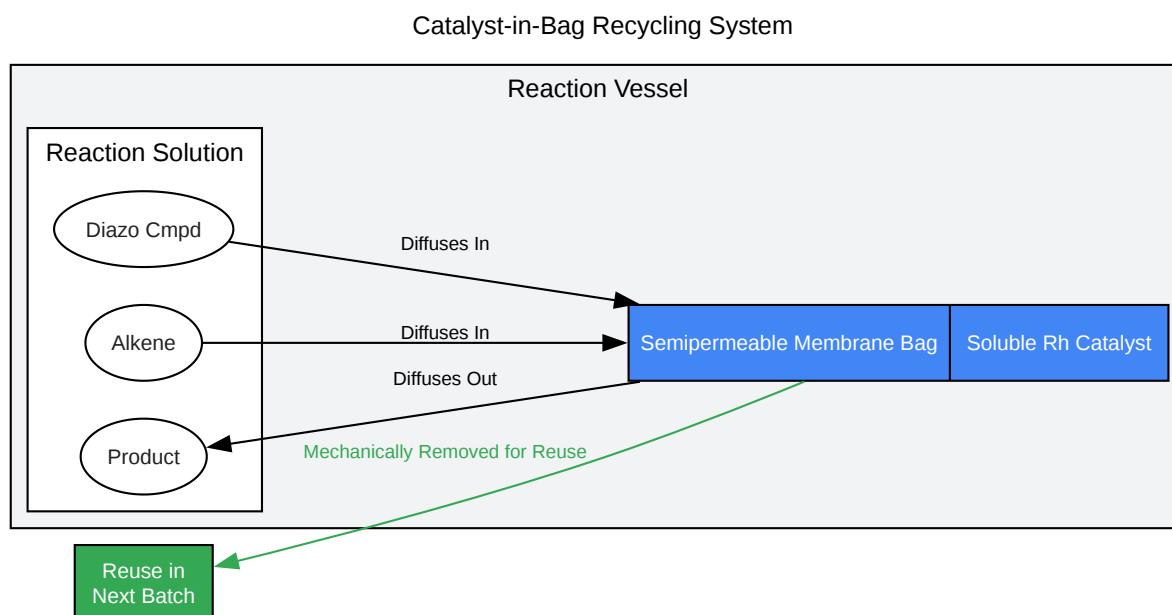 Catalyst-in-Bag Recycling System
Reaction Vessel
Reaction Solution
Diazo Cmpd
Diffuses In
Alkene
Diffuses In
Semipermeable Membrane Bag
Soluble Rh Catalyst
Diffuses Out
Product
Mechanically Removed for Reuse
Reuse in
Next Batch